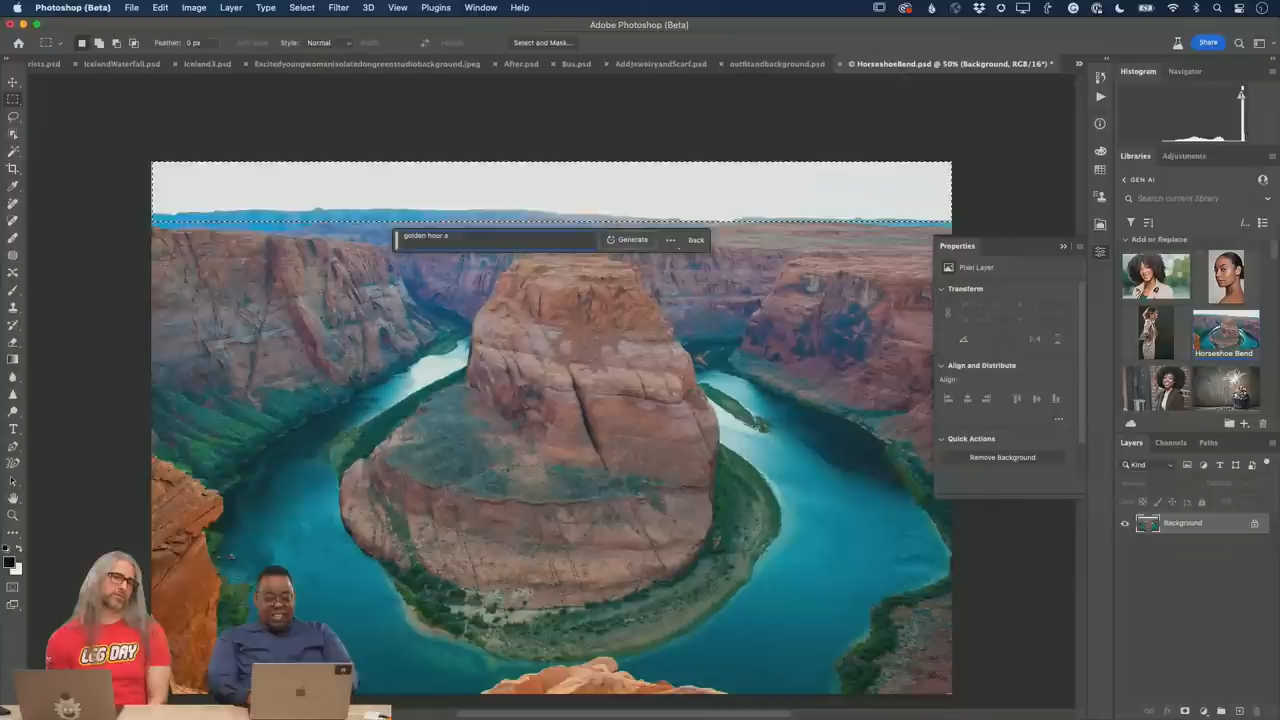 Photoshop (Beta) File Edit Image Layer Type Select Filter 3D View Plugins Window Help
Adobe Photoshop (Beta)
Feather: 0 px Style: Normal Select and Mask... Share
rists.psd IcelandWaterfall.psd Iceland3.psd Excitedyoungwomanisolatedongreenstudiobackground.jpeg After.psd Bus.psd AddJewelryandScarf.psd outfitandbackground.psd © HorseshoeBend.psd @ 50% (Background, RGB/16*) *
Histogram Navigator
Libraries Adjustments
GEN AI
Search current library
Add or Replace
golden hour a
Generate
Back
Properties
Pixel Layer
Transform
Horseshoe Bend
Align and Distribute
Align:
Quick Actions
Remove Background
Layers Channels Paths
Kind
Background
LEG DAY